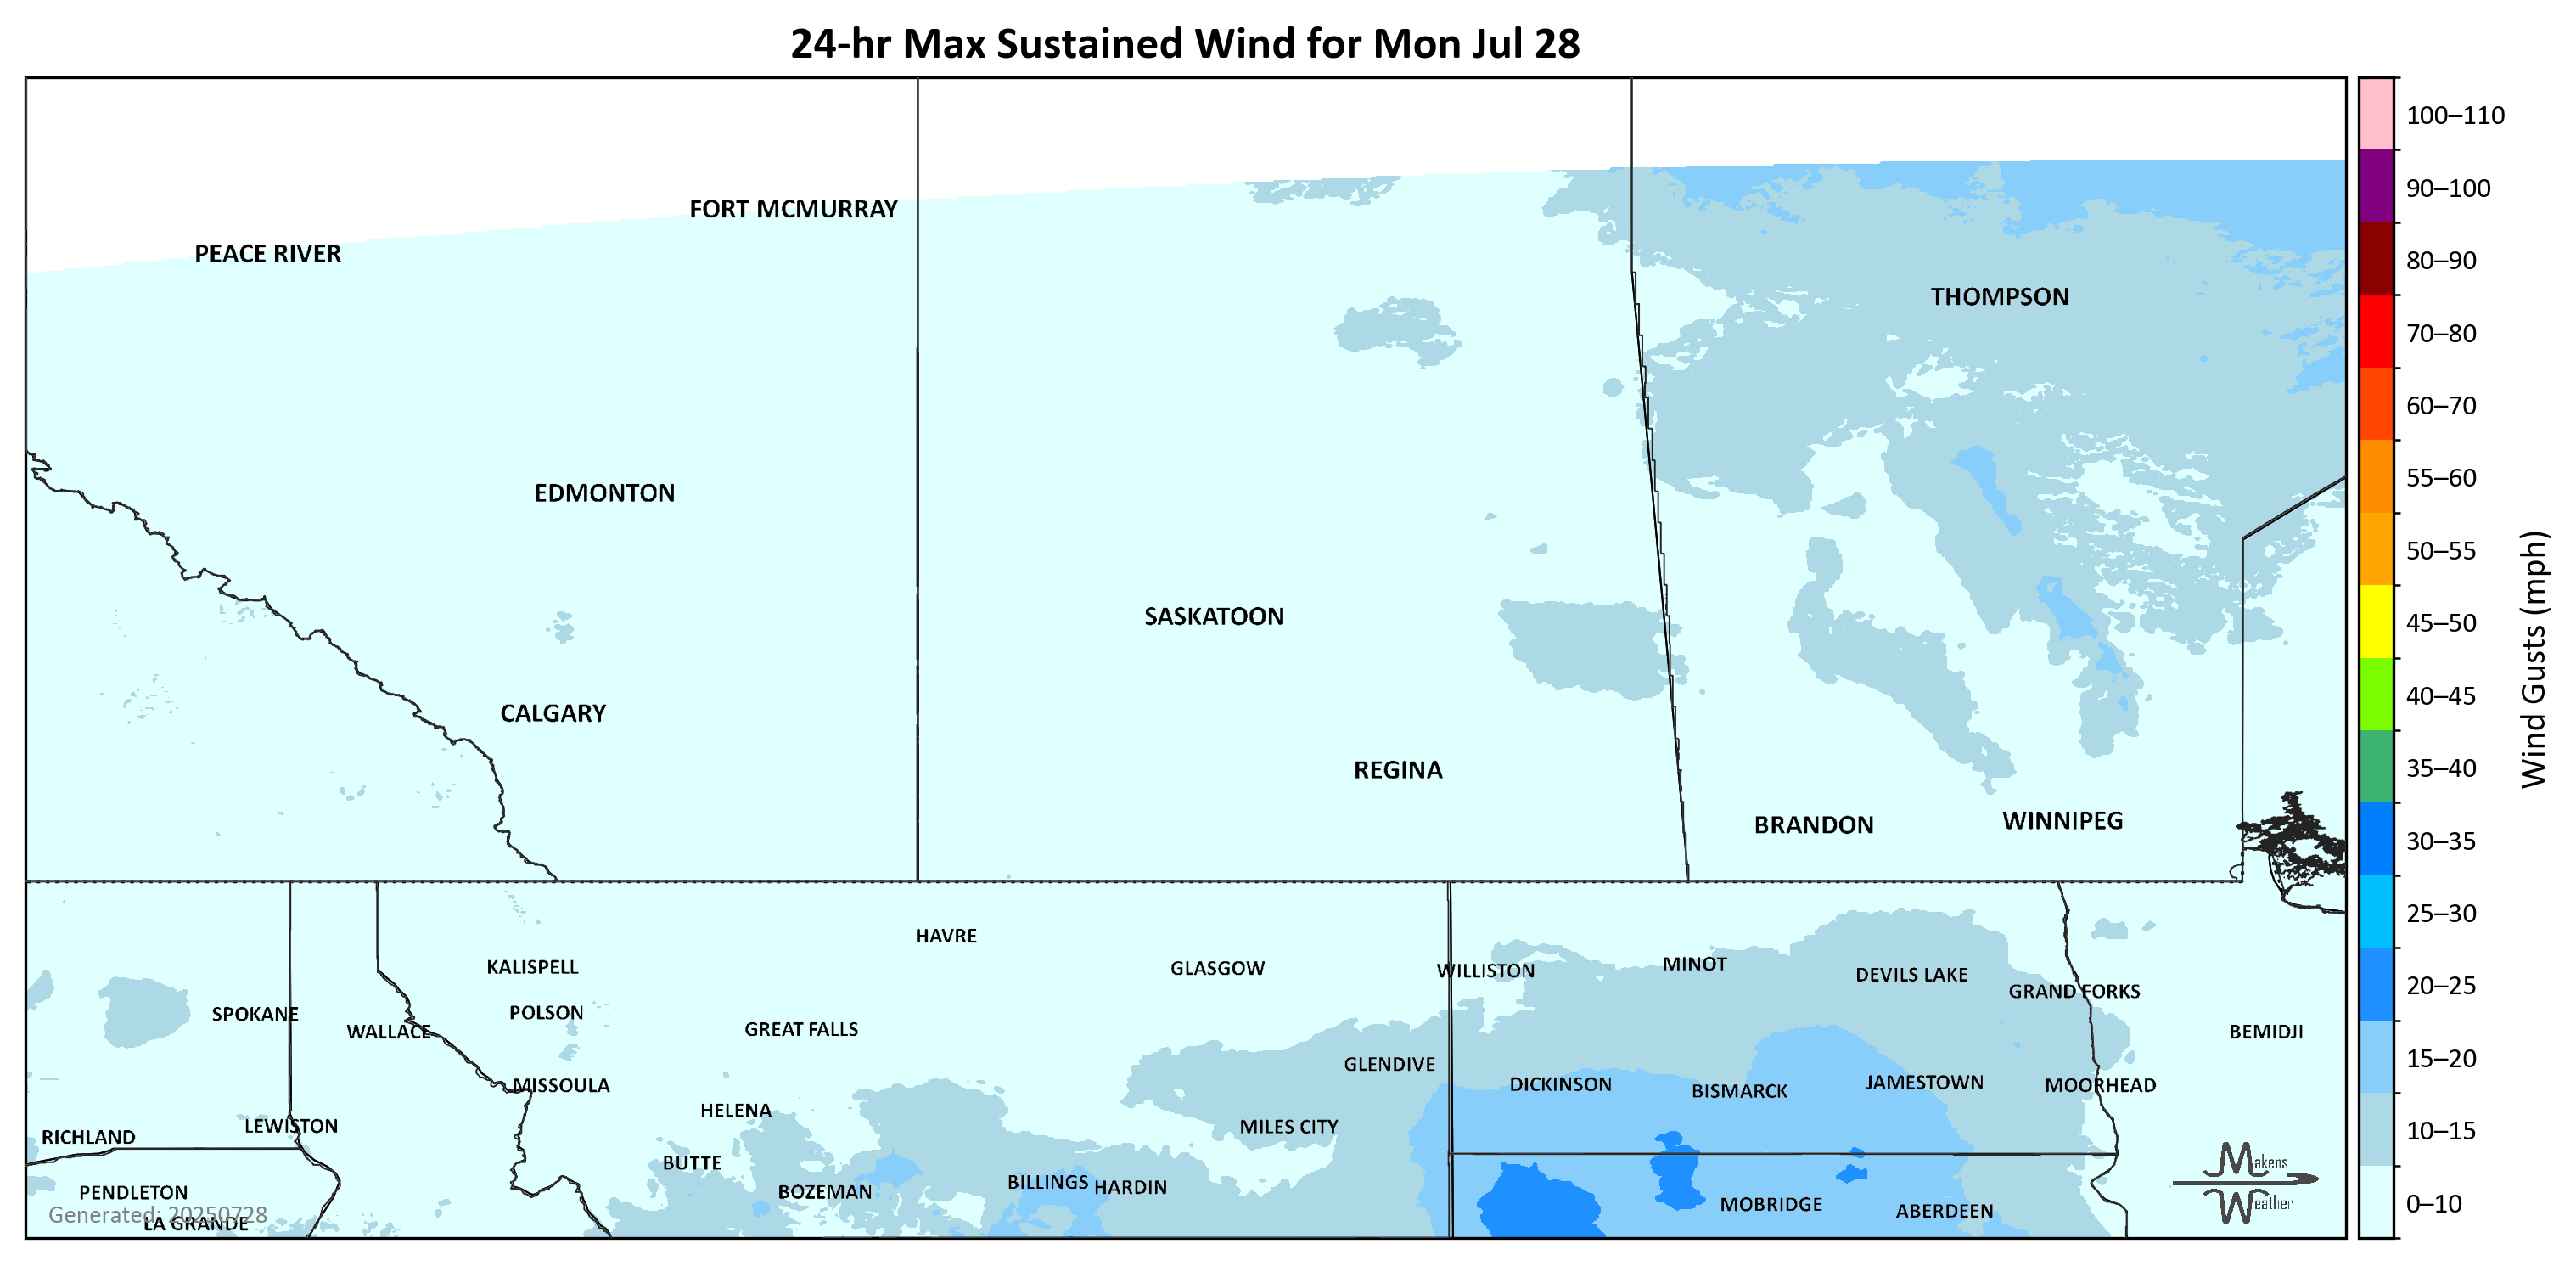 24-hr Max Sustained Wind for Mon Jul 28
100–110
90–100
80–90
70–80
60–70
55–60
50–55
45–50
40–45
35–40
30–35
25–30
20–25
15–20
10–15
0–10
Wind Gusts (mph)
FORT MCMURRAY
PEACE RIVER
THOMPSON
EDMONTON
SASKATOON
CALGARY
REGINA
BRANDON
WINNIPEG
HAVRE
KALISPELL
GLASGOW
WILLISTON
MINOT
DEVILS LAKE
GRAND FORKS
SPOKANE
POLSON
WALLACE
GREAT FALLS
BEMIDJI
GLENDIVE
MISSOULA
DICKINSON
BISMARCK
JAMESTOWN
MOORHEAD
HELENA
LEWISTON
MILES CITY
RICHLAND
BUTTE
PENDLETON
BOZEMAN
BILLINGS
HARDIN
MOBRIDGE
ABERDEEN
LA GRANDE
Generated: 20250728
Makens
Weather